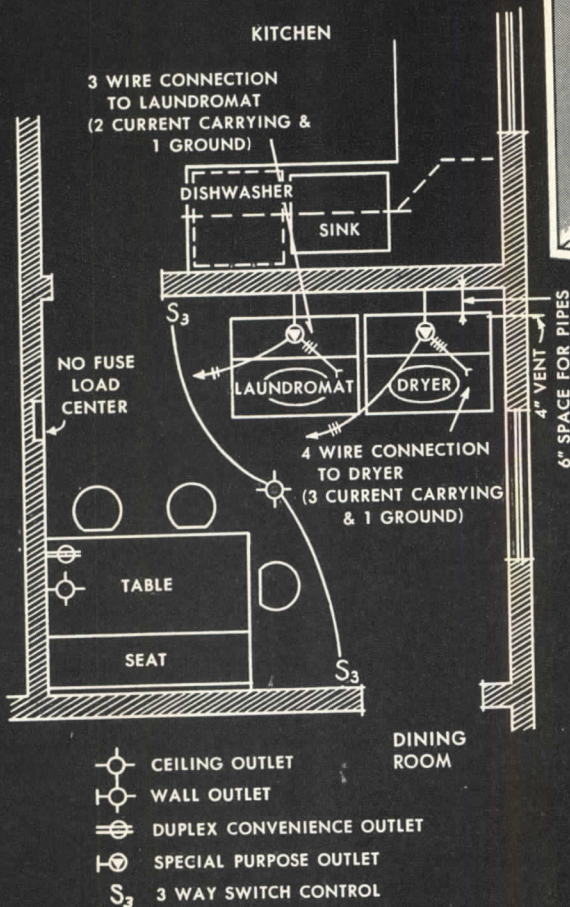 KITCHEN
3 WIRE CONNECTION
TO LAUNDROMAT
(2 CURRENT CARRYING &
1 GROUND)
DISHWASHER
SINK
S3
NO FUSE
LOAD
CENTER
LAUNDROMAT
DRYER
4" VENT
6" SPACE FOR PIPES
4 WIRE CONNECTION
TO DRYER
(3 CURRENT CARRYING
& 1 GROUND)
TABLE
SEAT
S3
DINING
ROOM
CEILING OUTLET
WALL OUTLET
DUPLEX CONVENIENCE OUTLET
SPECIAL PURPOSE OUTLET
S3 3 WAY SWITCH CONTROL